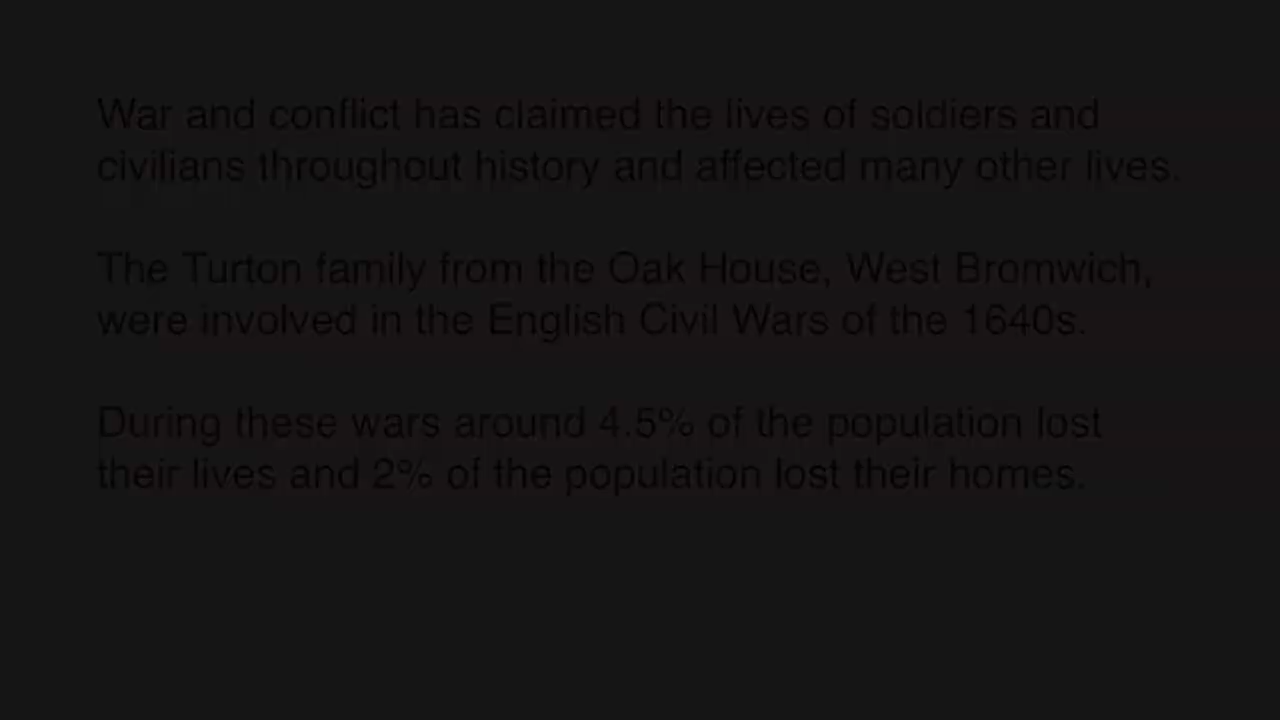 War and conflict has claimed the lives of soldiers and
civilians throughout history and affected many other lives.
The Turton family from the Oak House, West Bromwich,
were involved in the English Civil Wars of the 1640s.
During these wars around 4.5% of the population lost
their lives and 2% of the population lost their homes.